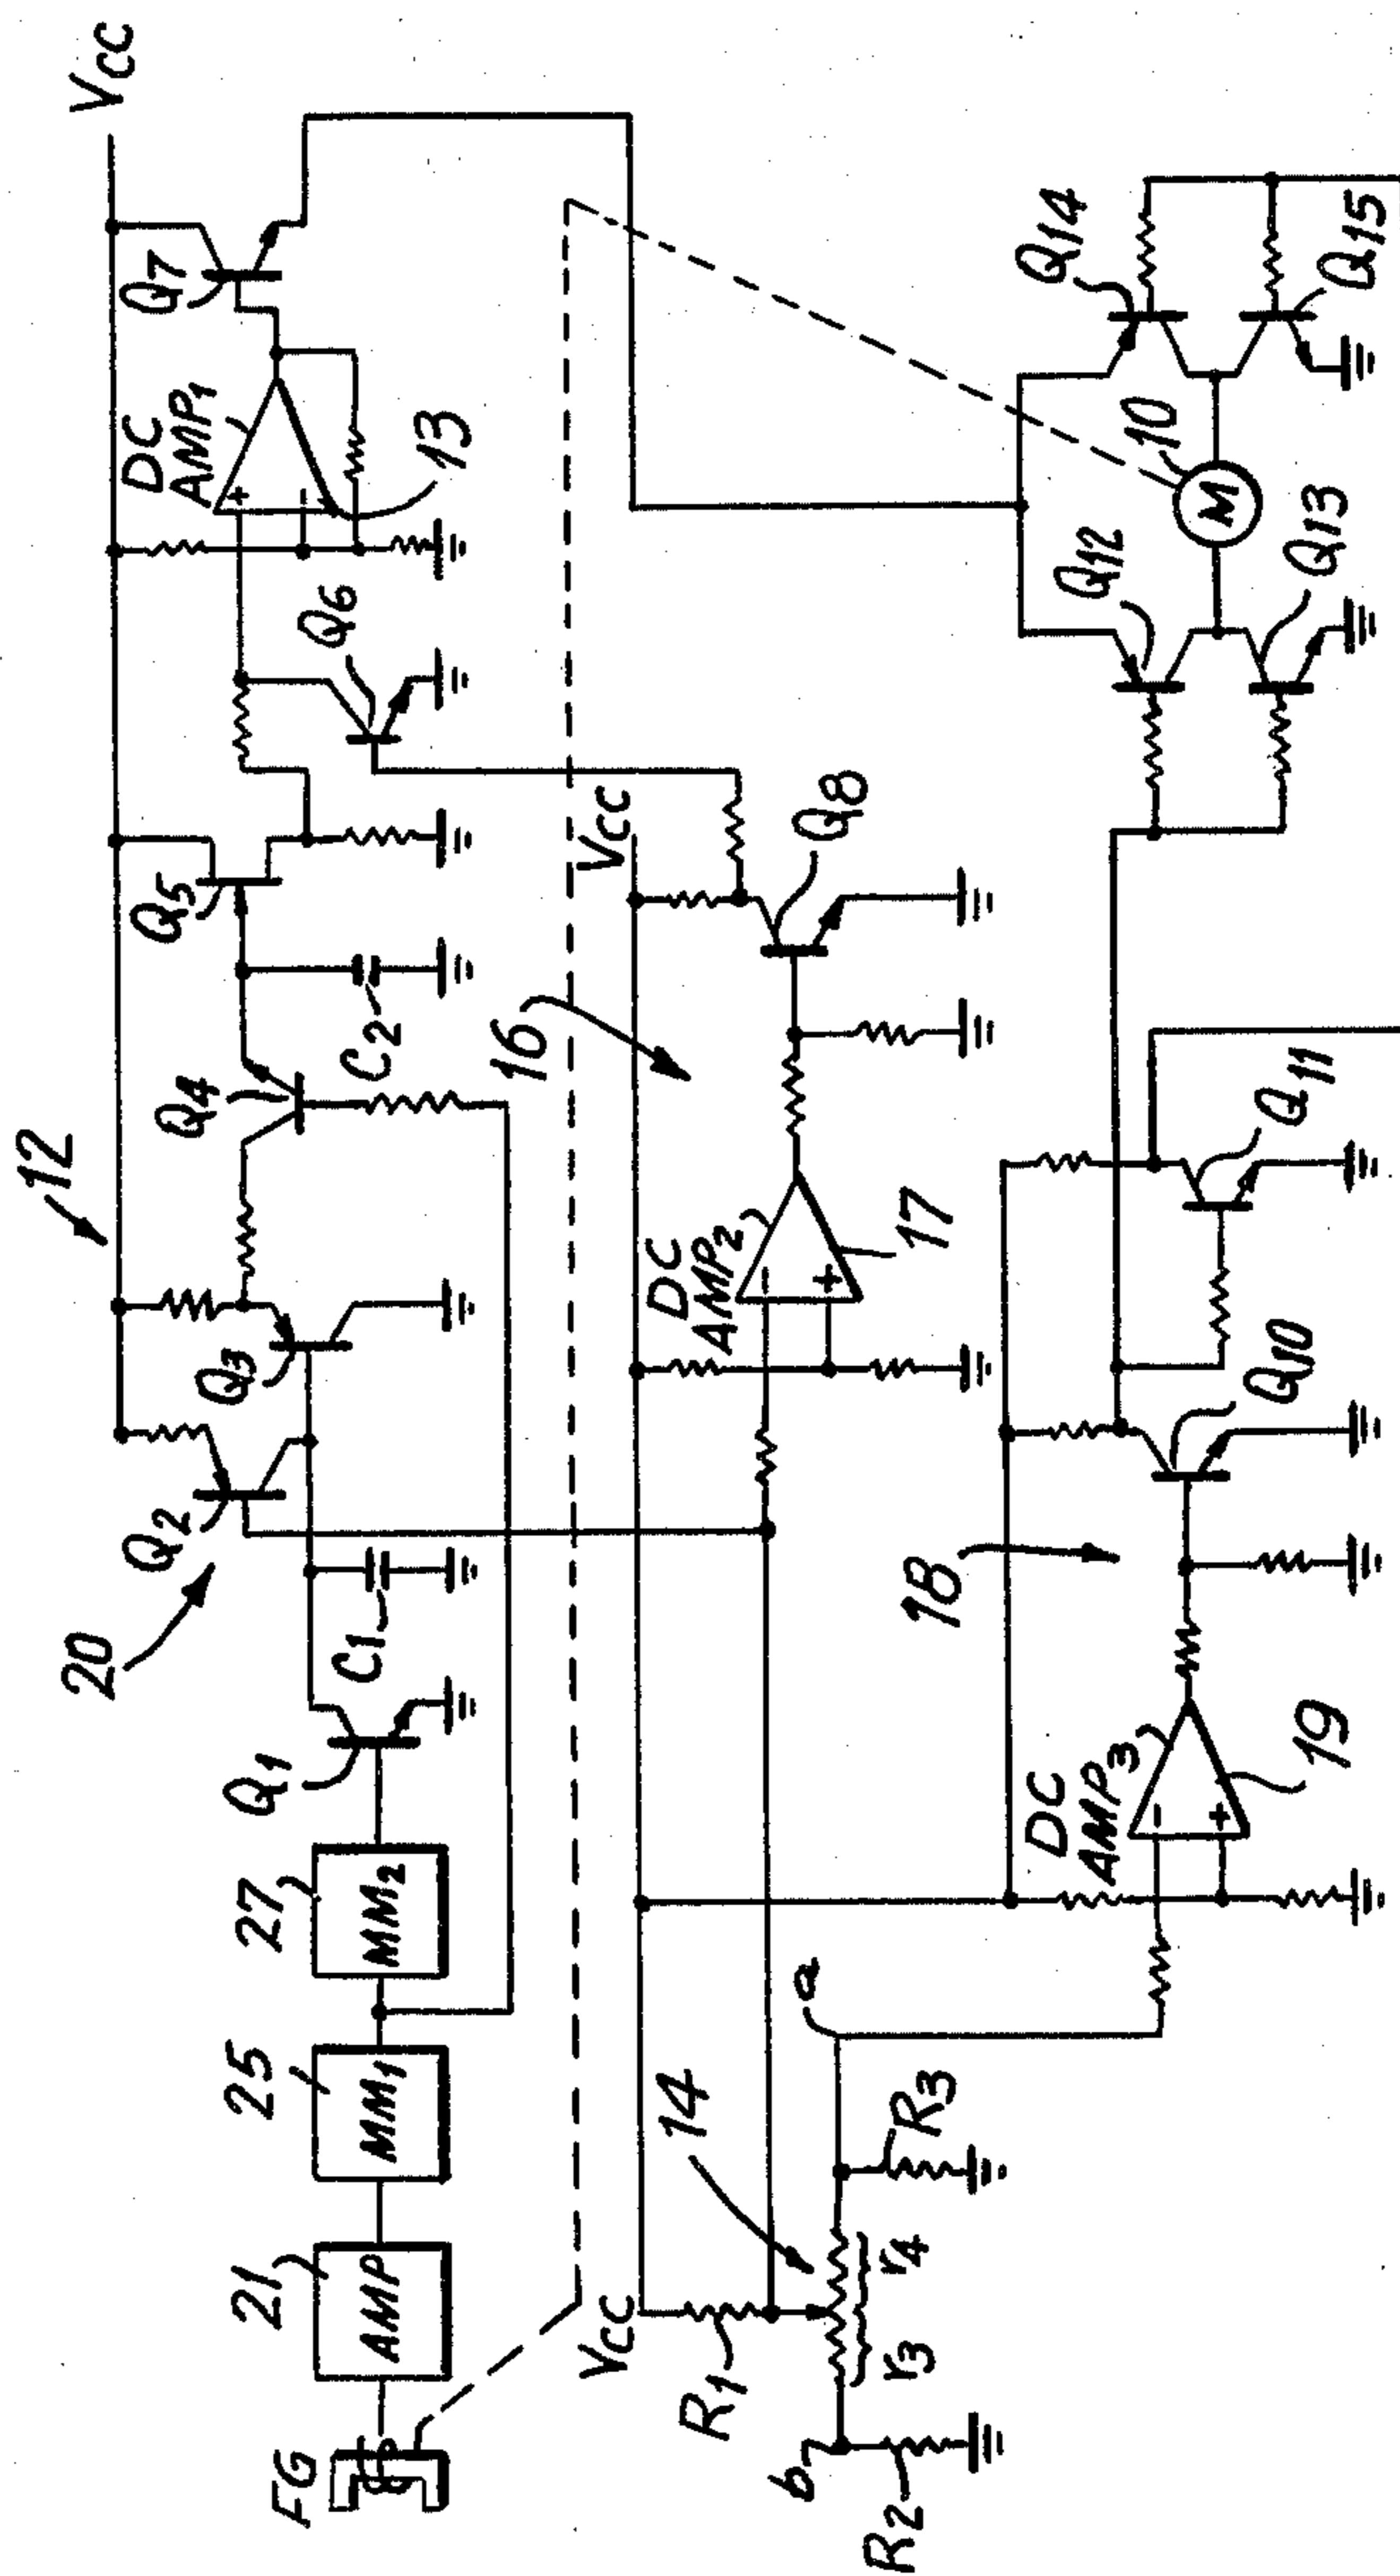 12
Vcc
20
Q2
Q3
Q4
Q5
DC
AMP1
Q7
FG
21
AMP
25
MM1
27
MM2
Q1
C1
C2
Q6
13
Vcc
R1
14
16
Vcc
DC
AMP2
17
Q8
b
R2
r3
r4
R3
a
18
DC
AMP3
19
Q10
Q11
Q12
Q13
10
M
Q14
Q15